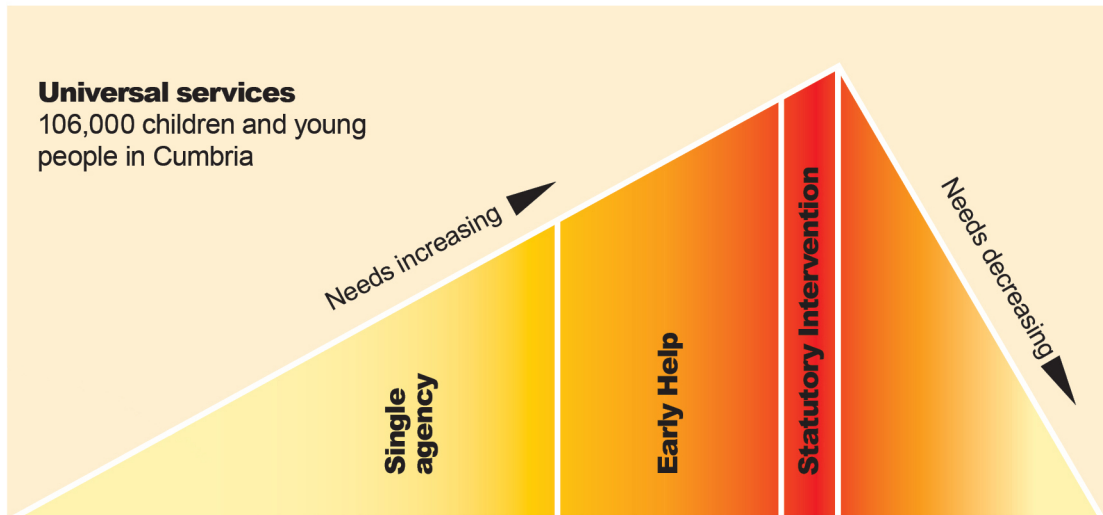 Universal services
106,000 children and young
people in Cumbria
Needs increasing
Single
agency
Early Help
Statutory Intervention
Needs decreasing